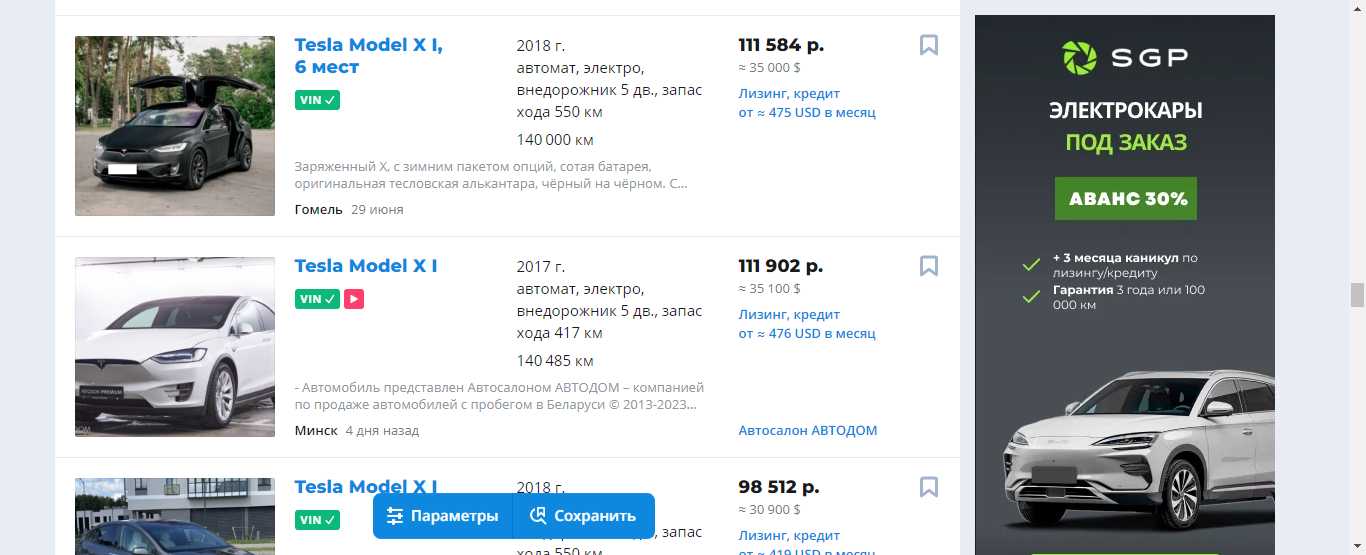 Tesla Model X I,
6 мест
VIN
2018 г.
автомат, электро,
внедорожник 5 дв., запас
хода 550 км
140 000 км
111 584 р.
≈ 35 000 $
Лизинг, кредит
от ≈ 475 USD в месяц
Заряженный X, с зимним пакетом опций, сотая батарея,
оригинальная тесловская алькантара, чёрный на чёрном. С...
Гомель 29 июня
Tesla Model X I
VIN
2017 г.
автомат, электро,
внедорожник 5 дв., запас
хода 417 км
140 485 км
111 902 р.
≈ 35 100 $
Лизинг, кредит
от ≈ 476 USD в месяц
- Автомобиль представлен Автосалоном АВТОДОМ – компанией
по продаже автомобилей с пробегом в Беларуси © 2013-2023...
Минск 4 дня назад
Автосалон АВТОДОМ
Tesla Model X I
VIN
2018 г.
запас
хода 550 км
98 512 р.
≈ 30 900 $
Лизинг, кредит
от ≈ 419 USD в месяц
Параметры
Сохранить
SGP
ЭЛЕКТРОКАРЫ
ПОД ЗАКАЗ
АВАНС 30%
+ 3 месяца каникул по
лизингу/кредиту
Гарантия 3 года или 100
000 км